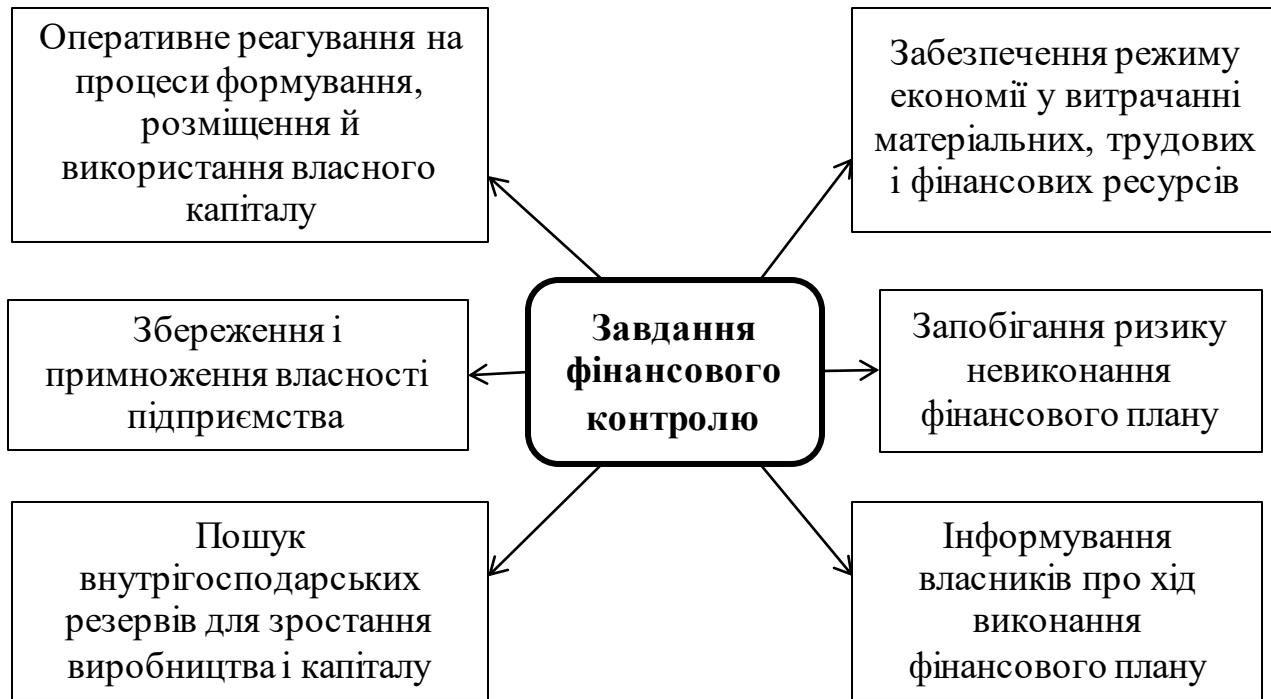 Оперативне реагування на
процеси формування,
розміщення й
використання власного
капіталу
Забезпечення режиму
економії у витрачанні
матеріальних, трудових
і фінансових ресурсів
Збереження і
примноження власності
підприємства
Завдання
фінансового
контролю
Запобігання ризику
невиконання
фінансового плану
Пошук
внутрігосподарських
резервів для зростання
виробництва і капіталу
Інформування
власників про хід
виконання
фінансового плану